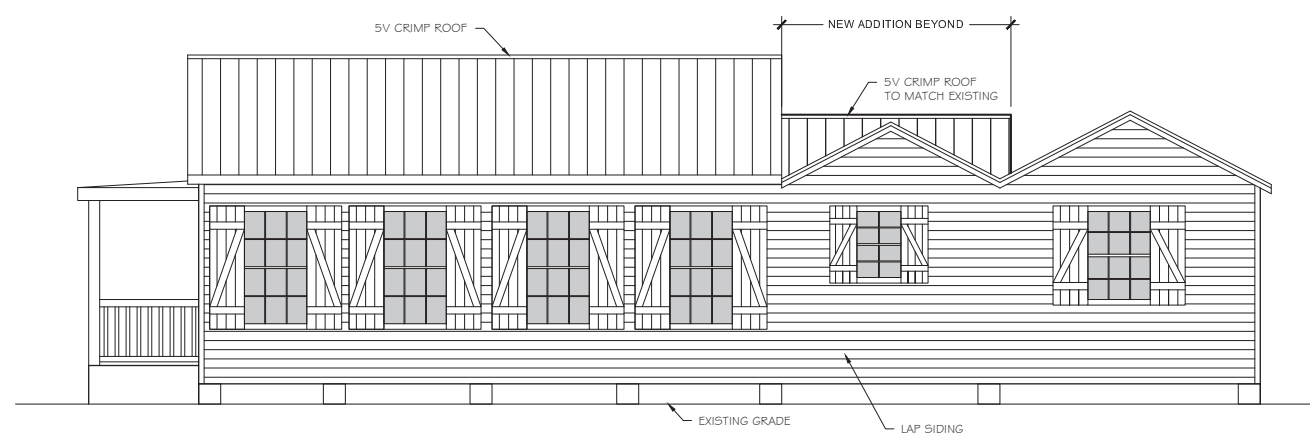 5V CRIMP ROOF
NEW ADDITION BEYOND
5V CRIMP ROOF
TO MATCH EXISTING
EXISTING GRADE
LAP SIDING